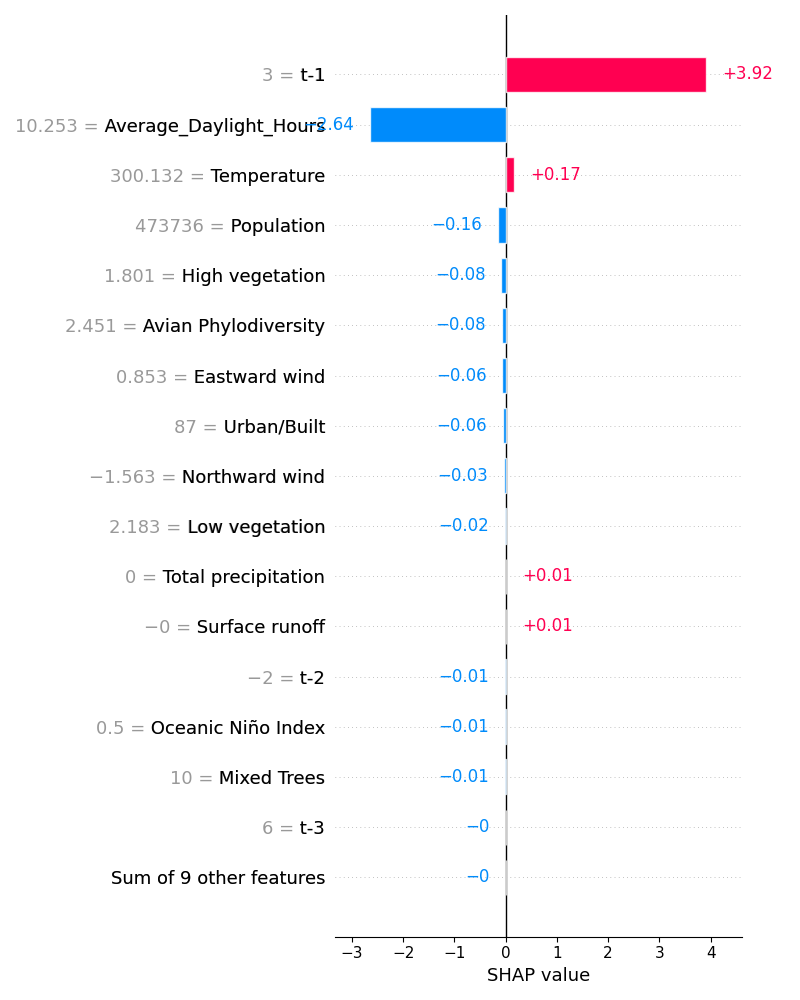 3 = t-1 +3.92
10.253 = Average_Daylight_Hours −2.64
300.132 = Temperature +0.17
473736 = Population −0.16
1.801 = High vegetation −0.08
2.451 = Avian Phylodiversity −0.08
0.853 = Eastward wind −0.06
87 = Urban/Built −0.06
−1.563 = Northward wind −0.03
2.183 = Low vegetation −0.02
0 = Total precipitation +0.01
−0 = Surface runoff +0.01
−2 = t-2 −0.01
0.5 = Oceanic Niño Index −0.01
10 = Mixed Trees −0.01
6 = t-3 −0
Sum of 9 other features −0
−3 −2 −1 0 1 2 3 4
SHAP value